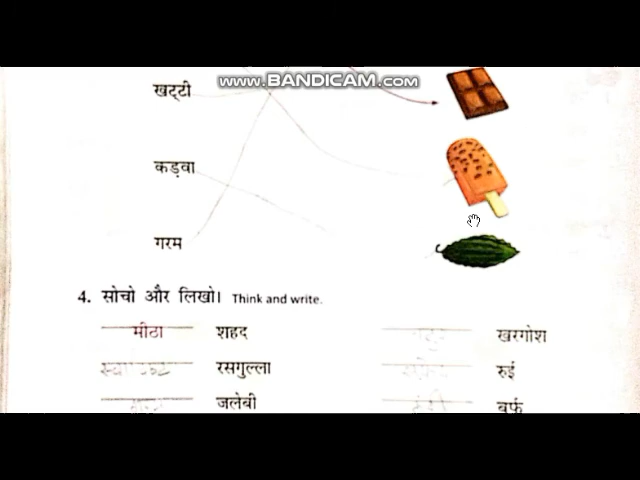 WWW.BANDICAM.COM
खट्टी
कड़वा
गरम
4. सोचो और लिखो। Think and write.
मीठा शहद
खरगोश
रसगुल्ला
रुई
जलेबी
बर्फ